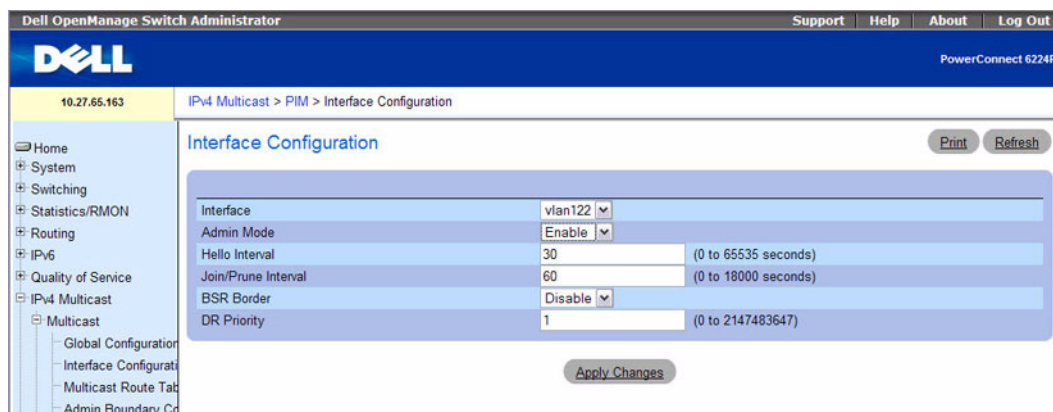 Dell OpenManage Switch Administrator Support Help About Log Out
DELL
PowerConnect 6224
10.27.65.163
IPv4 Multicast > PIM > Interface Configuration
Interface Configuration
Print Refresh
Home
System
Switching
Statistics/RMON
Routing
IPv6
Quality of Service
IPv4 Multicast
Multicast
Global Configuration
Interface Configurati
Multicast Route Tab
Admin Boundary Co
Interface vlan122
Admin Mode Enable
Hello Interval 30 (0 to 65535 seconds)
Join/Prune Interval 60 (0 to 18000 seconds)
BSR Border Disable
DR Priority 1 (0 to 2147483647)
Apply Changes